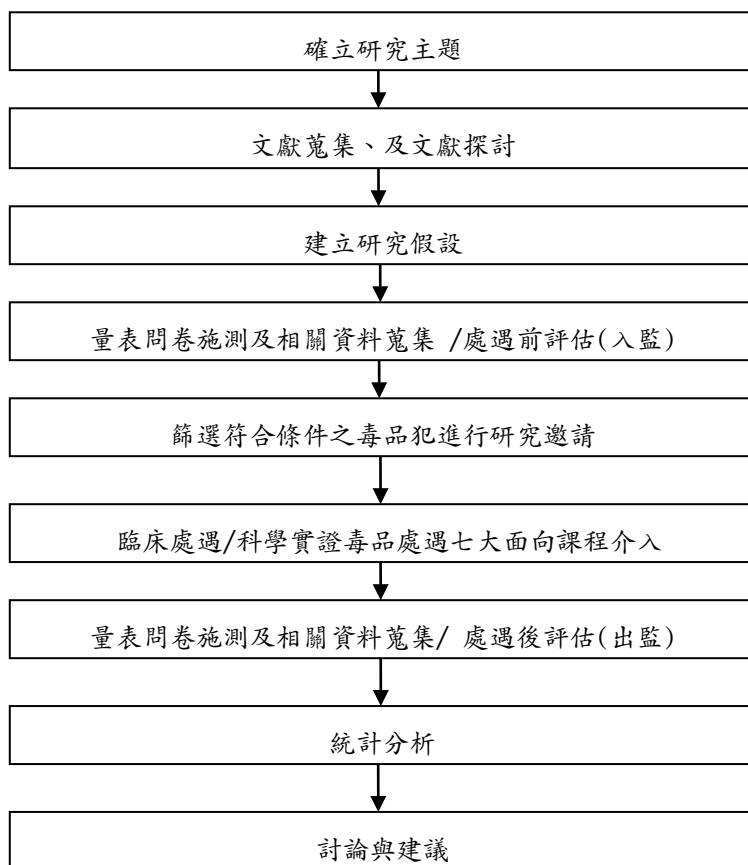 確立研究主題
文獻蒐集、及文獻探討
建立研究假設
量表問卷施測及相關資料蒐集 /處遇前評估(入監)
篩選符合條件之毒品犯進行研究邀請
臨床處遇/科學實證毒品處遇七大面向課程介入
量表問卷施測及相關資料蒐集/ 處遇後評估(出監)
統計分析
討論與建議